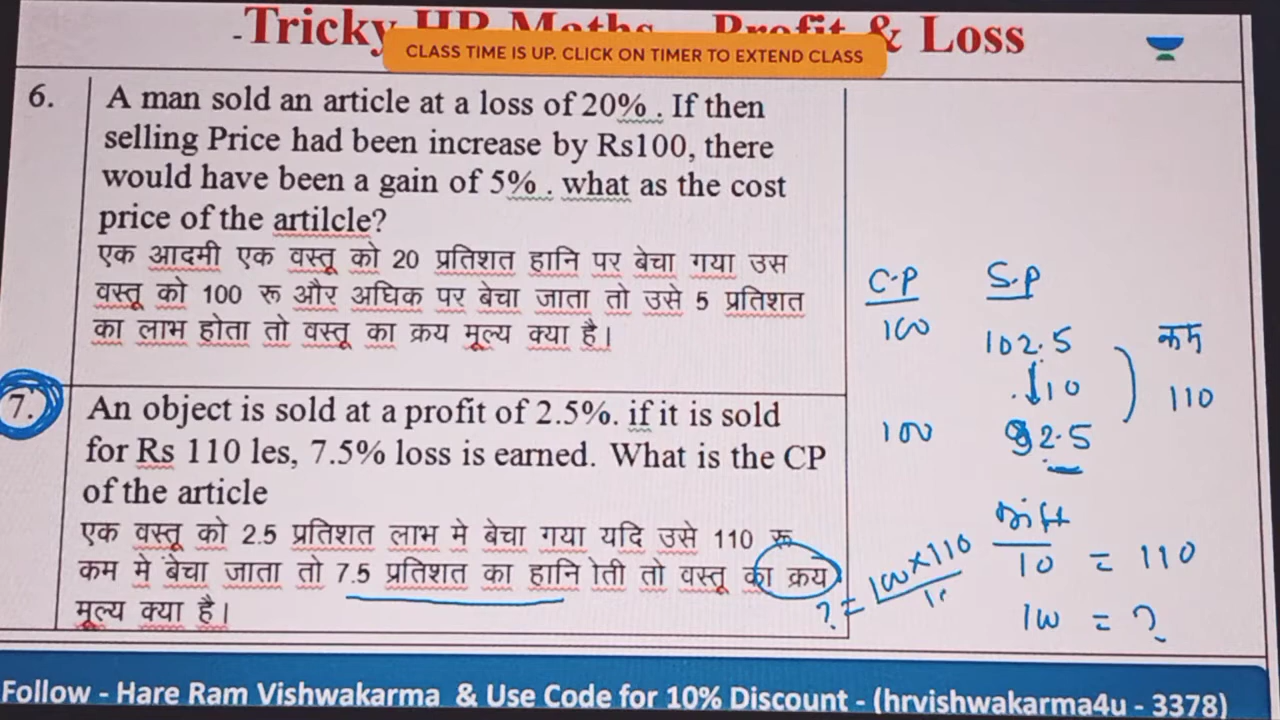 -Tricky HR Maths Profit & Loss
CLASS TIME IS UP. CLICK ON TIMER TO EXTEND CLASS
6.
A man sold an article at a loss of 20% . If then
selling Price had been increase by Rs100, there
would have been a gain of 5% . what as the cost
price of the artilcle?
एक आदमी एक वस्तू को 20 प्रतिशत हानि पर बेचा गया उस
वस्तू को 100 रू और अधिक पर बेचा जाता तो उसे 5 प्रतिशत
का लाभ होता तो वस्तू का क्रय मूल्य क्या है।
7.
An object is sold at a profit of 2.5%. if it is sold
for Rs 110 les, 7.5% loss is earned. What is the CP
of the article
एक वस्तू को 2.5 प्रतिशत लाभ मे बेचा गया यदि उसे 110 रू
कम मे बेचा जाता तो 7.5 प्रतिशत का हानि ोती तो वस्तू का क्रय
मूल्य क्या है।
C.P S.P
100 102.5 कम
↓10 110
100 92.5
Diff
10 = 110
100 = ?
? = 100×110
10
Follow - Hare Ram Vishwakarma & Use Code for 10% Discount - (hrvishwakarma4u - 3378)